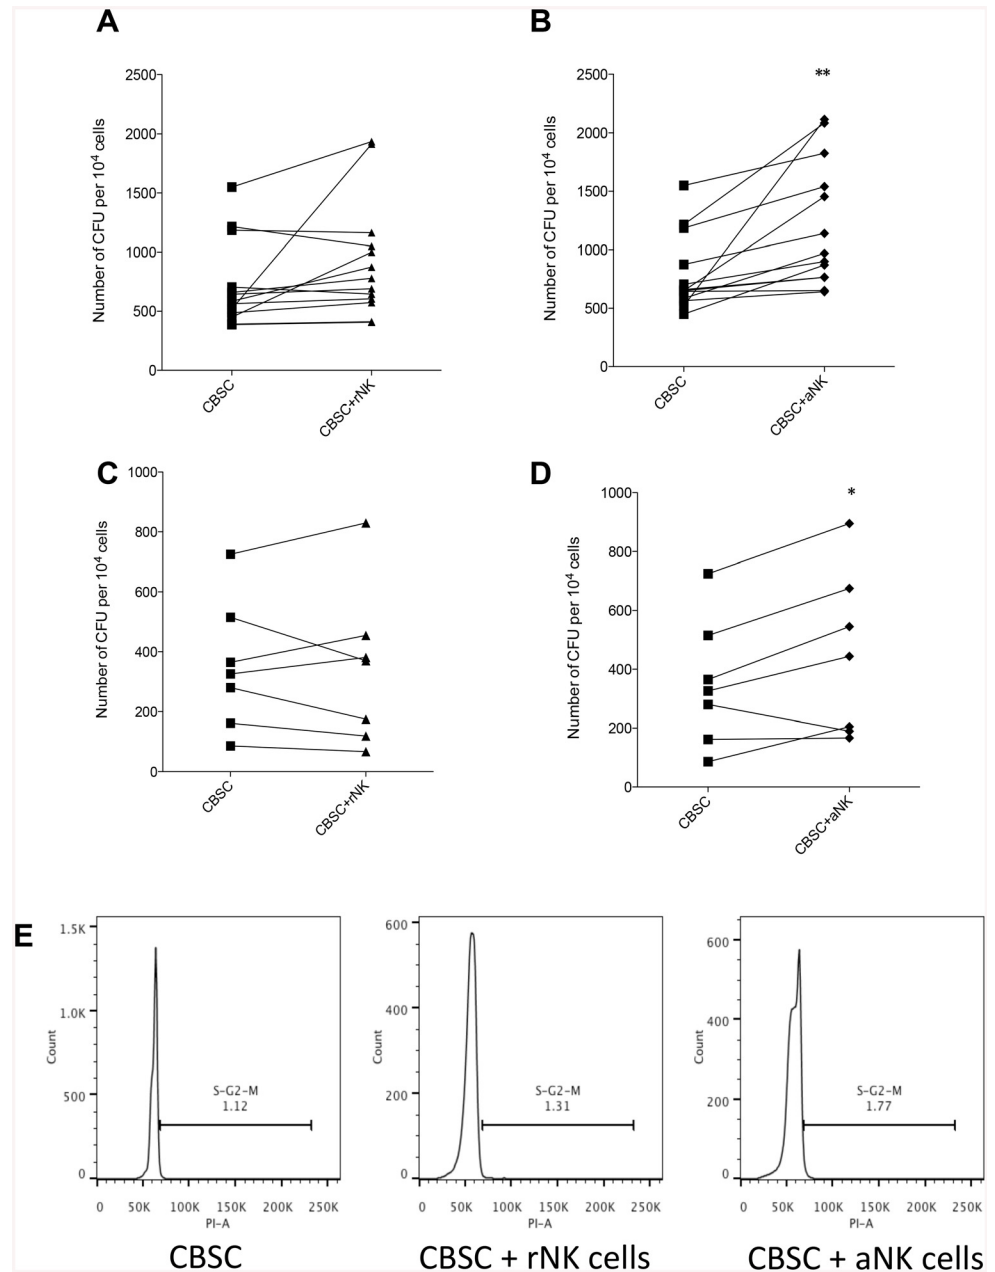 A
B
Number of CFU per 10⁴ cells
2500
2000
1500
1000
500
0
CBSC
CBSC+rNK
Number of CFU per 10⁴ cells
2500
2000
1500
1000
500
0
**
CBSC
CBSC+aNK
C
D
Number of CFU per 10⁴ cells
1000
800
600
400
200
0
CBSC
CBSC+rNK
Number of CFU per 10⁴ cells
1000
800
600
400
200
0
*
CBSC
CBSC+aNK
E
Count
1.5K
1.0K
500
0
S-G2-M
1.12
0 50K 100K 150K 200K 250K
PI-A
CBSC
Count
600
400
200
0
S-G2-M
1.31
0 50K 100K 150K 200K 250K
PI-A
CBSC + rNK cells
Count
600
400
200
0
S-G2-M
1.77
0 50K 100K 150K 200K 250K
PI-A
CBSC + aNK cells